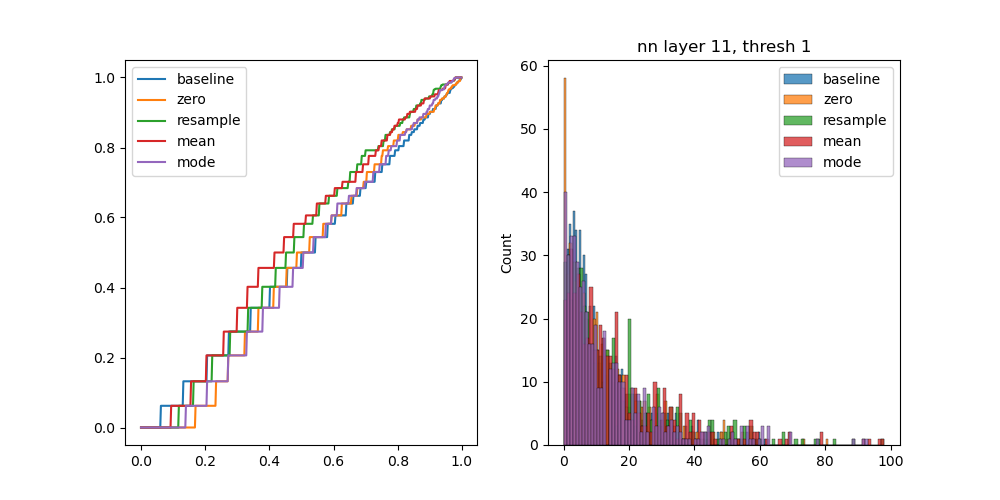 nn layer 11, thresh 1
baseline
zero
resample
mean
mode
1.0
0.8
0.6
0.4
0.2
0.0
0.0 0.2 0.4 0.6 0.8 1.0
baseline
zero
resample
mean
mode
Count
60
50
40
30
20
10
0
0 20 40 60 80 100